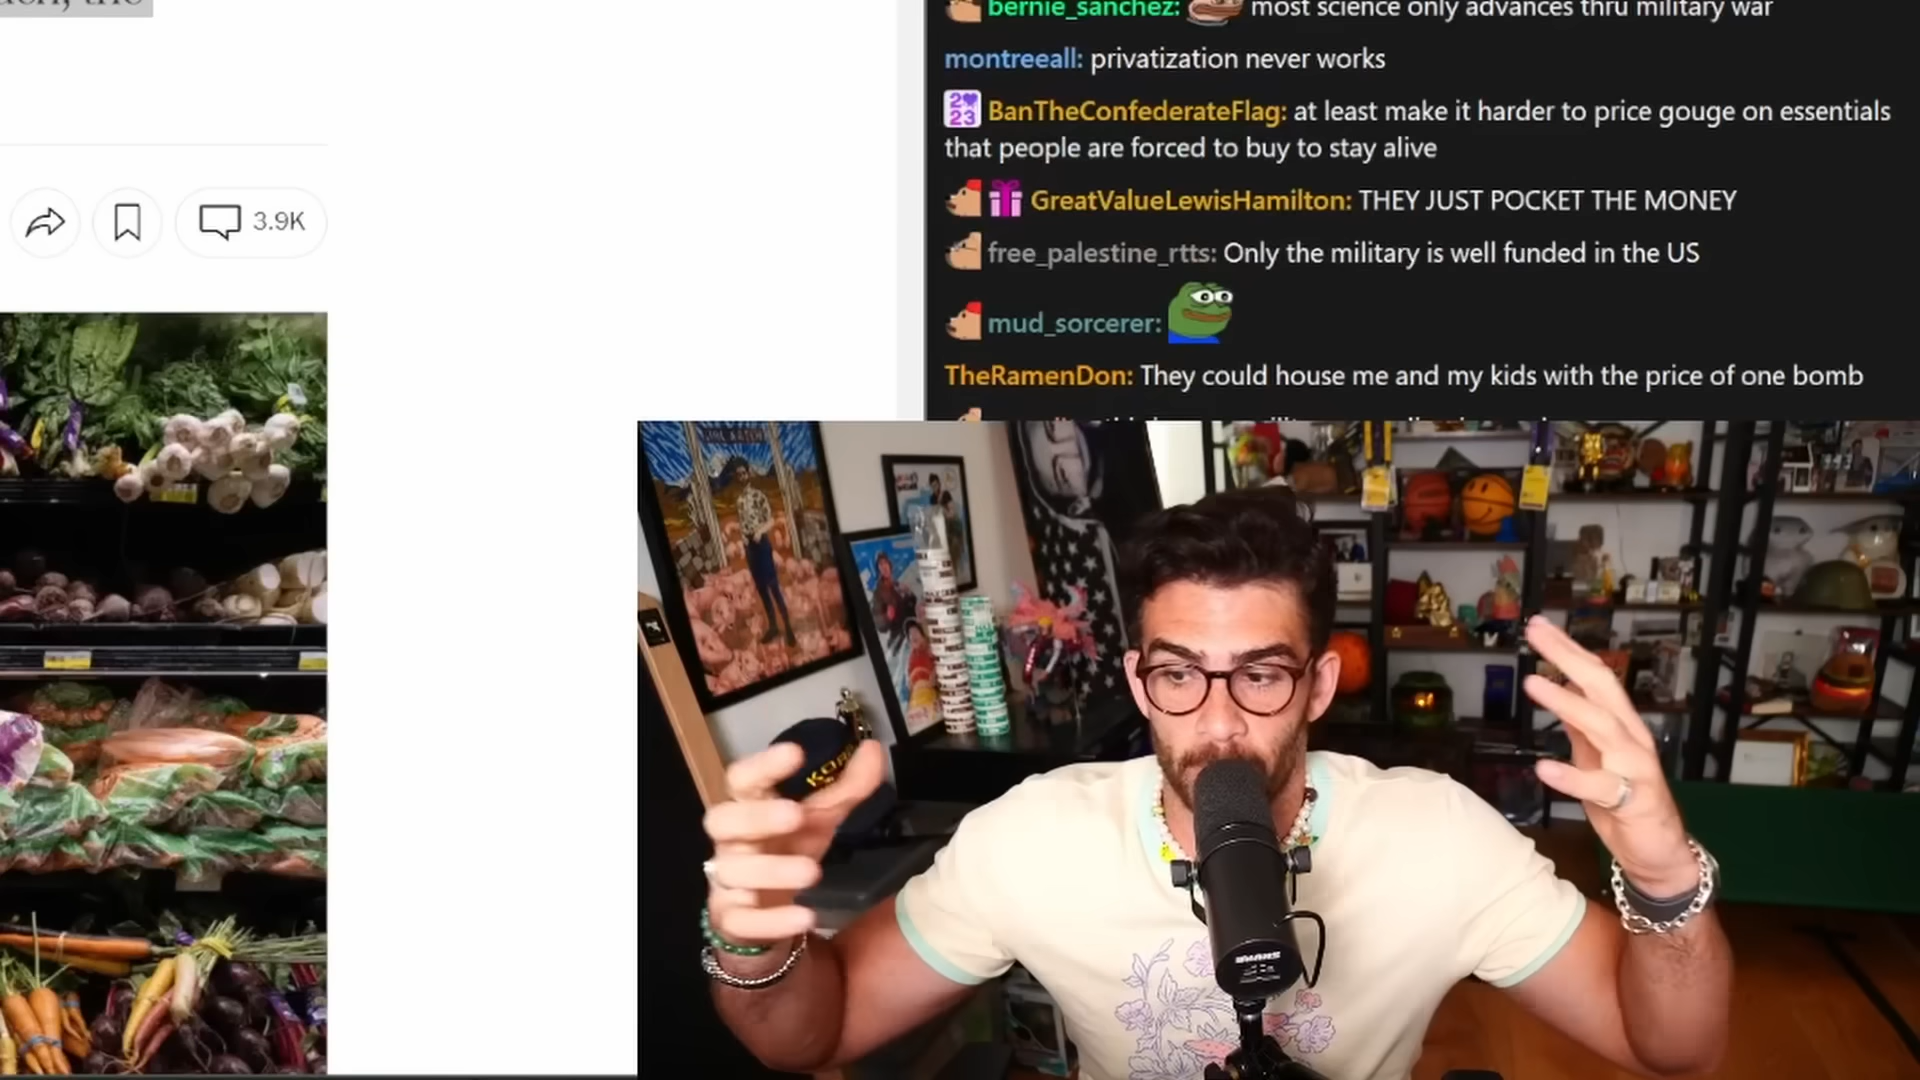 the
bernie_sanchez: most science only advances thru military war
montreeall: privatization never works
2 23 BanTheConfederateFlag: at least make it harder to price gouge on essentials
that people are forced to buy to stay alive
GreatValueLewisHamilton: THEY JUST POCKET THE MONEY
3.9K
free_palestine_rtts: Only the military is well funded in the US
mud_sorcerer:
TheRamenDon: They could house me and my kids with the price of one bomb